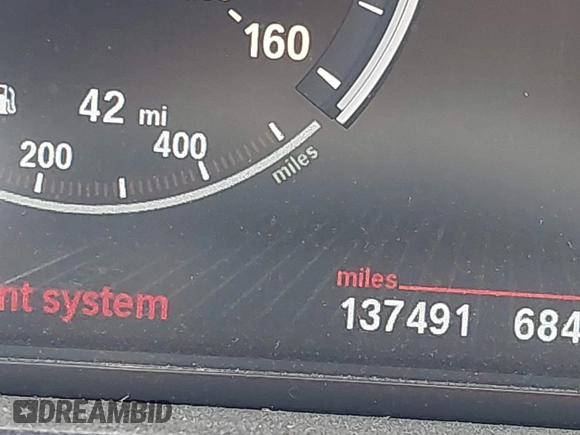 160
42 mi
200
400
miles
miles
nt system
137491 684
DREAMBID